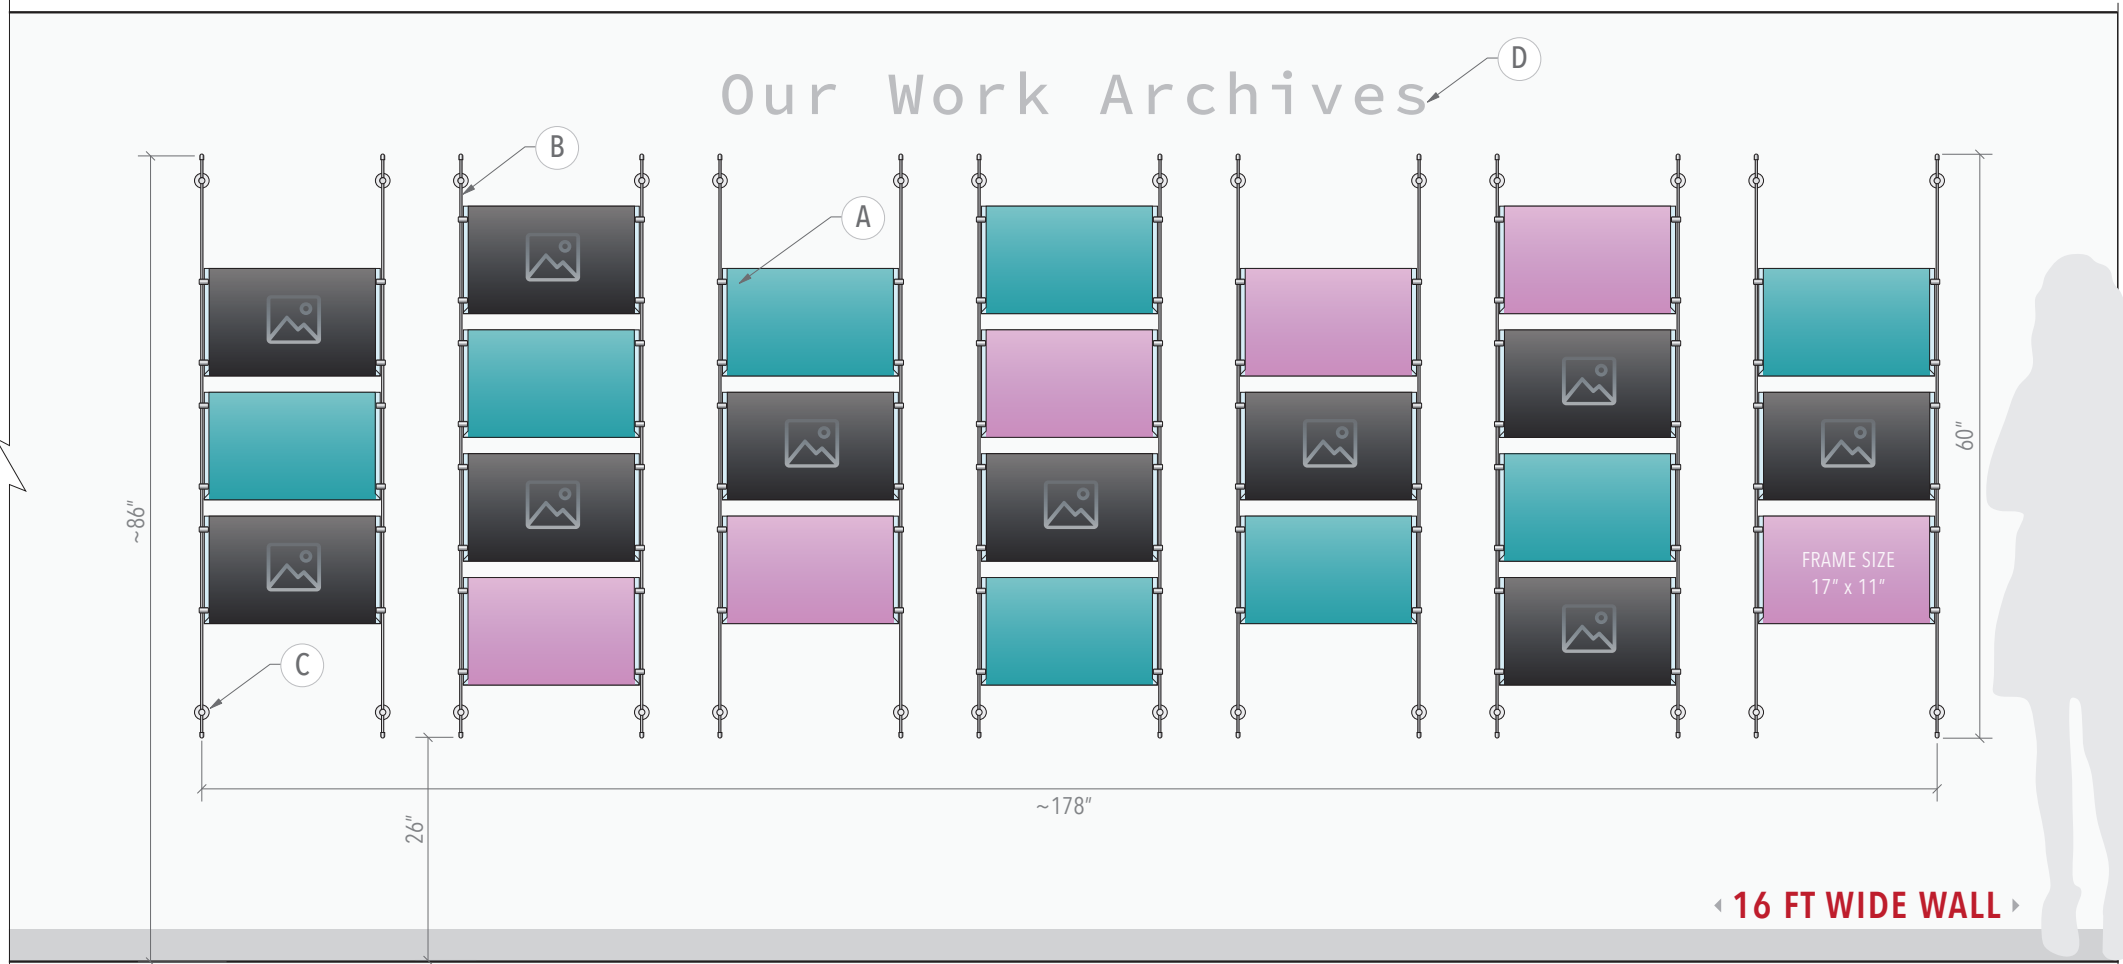 Our Work Archives
D
B
A
C
FRAME SIZE
17" x 11"
60"
~86"
~178"
26"
16 FT WIDE WALL